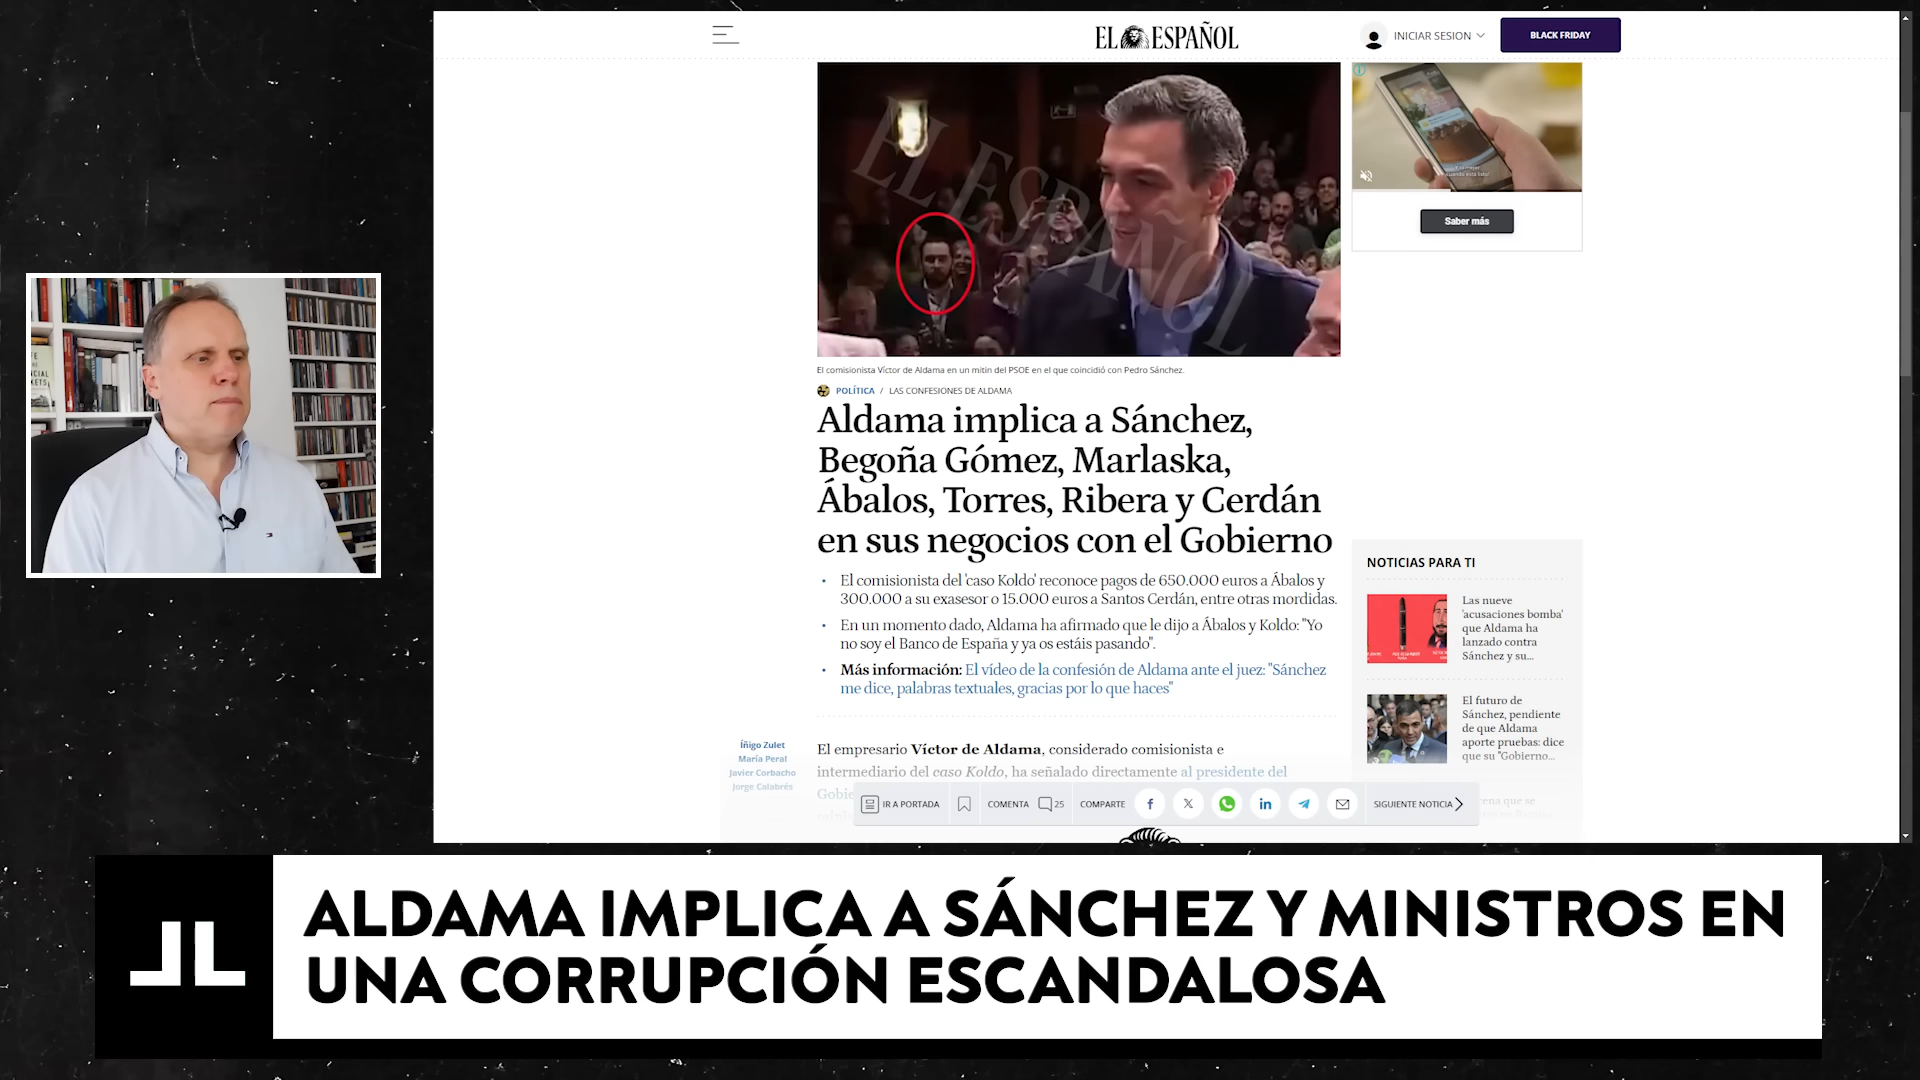 EL ESPAÑOL
INICIAR SESION
BLACK FRIDAY
EL ESPAÑOL
Saber más
El comisionista Víctor de Aldama en un mitin del PSOE en el que coincidió con Pedro Sánchez.
POLÍTICA / LAS CONFESIONES DE ALDAMA
Aldama implica a Sánchez,
Begoña Gómez, Marlaska,
Ábalos, Torres, Ribera y Cerdán
en sus negocios con el Gobierno
• El comisionista del 'caso Koldo' reconoce pagos de 650.000 euros a Ábalos y
300.000 a su exasesor o 15.000 euros a Santos Cerdán, entre otras mordidas.
• En un momento dado, Aldama ha afirmado que le dijo a Ábalos y Koldo: "Yo
no soy el Banco de España y ya os estáis pasando".
• Más información: El vídeo de la confesión de Aldama ante el juez: "Sánchez
me dice, palabras textuales, gracias por lo que haces"
Íñigo Zulet
María Peral
Javier Corbacho
Jorge Calabrés
El empresario Víctor de Aldama, considerado comisionista e
intermediario del caso Koldo, ha señalado directamente al presidente del
NOTICIAS PARA TI
Las nueve
'acusaciones bomba'
que Aldama ha
lanzado contra
Sánchez y su...
El futuro de
Sánchez, pendiente
de que Aldama
aporte pruebas: dice
que su "Gobierno...
IR A PORTADA
COMENTA 25
COMPARTE
SIGUIENTE NOTICIA
ALDAMA IMPLICA A SÁNCHEZ Y MINISTROS EN
UNA CORRUPCIÓN ESCANDALOSA